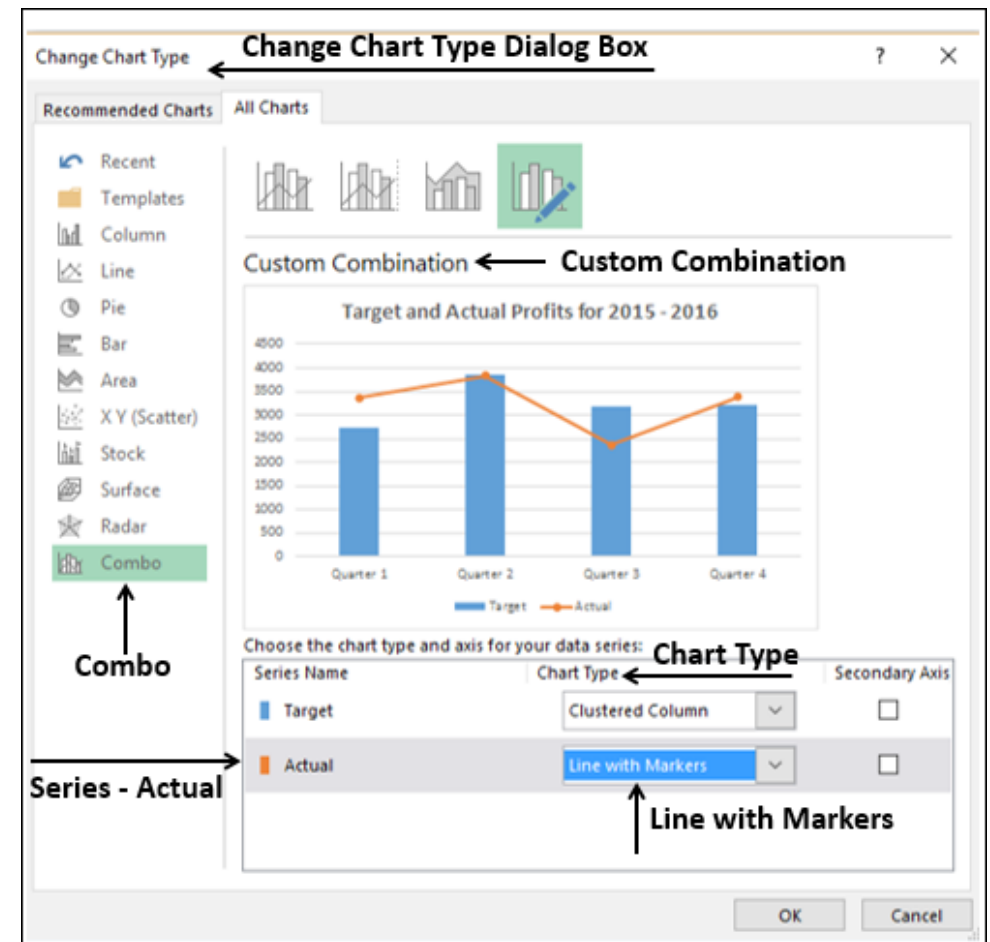 Change Chart Type Change Chart Type Dialog Box ? ×
Recommended Charts All Charts
Recent
Templates
Column
Line
Pie
Bar
Area
X Y (Scatter)
Stock
Surface
Radar
Combo
Combo
Custom Combination Custom Combination
Target and Actual Profits for 2015 - 2016
4500
4000
3500
3000
2500
2000
1500
1000
500
0
Quarter 1 Quarter 2 Quarter 3 Quarter 4
Target Actual
Choose the chart type and axis for your data series:
Chart Type
Series Name Chart Type Secondary Axis
Target Clustered Column
Actual Line with Markers
Series - Actual
Line with Markers
OK Cancel